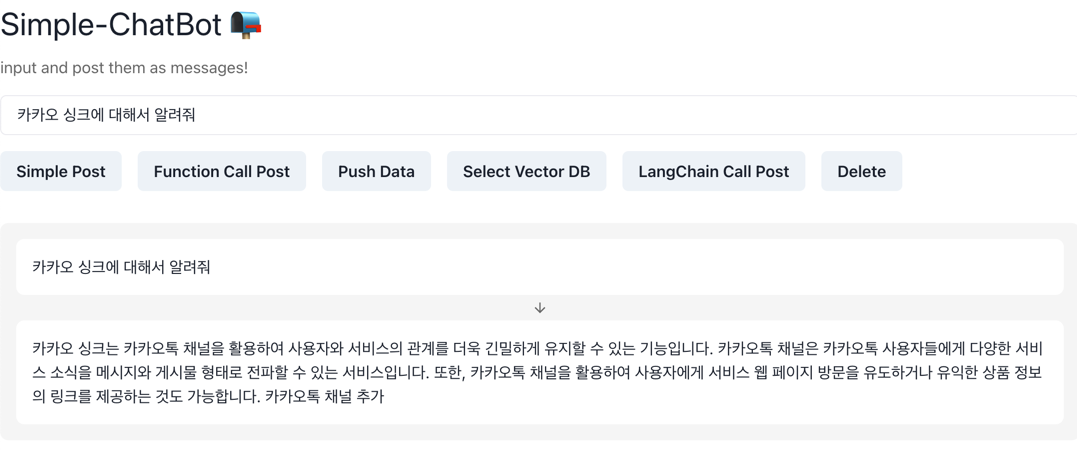 Simple-ChatBot
input and post them as messages!
카카오 싱크에 대해서 알려줘
Simple Post
Function Call Post
Push Data
Select Vector DB
LangChain Call Post
Delete
카카오 싱크에 대해서 알려줘
카카오 싱크는 카카오톡 채널을 활용하여 사용자와 서비스의 관계를 더욱 긴밀하게 유지할 수 있는 기능입니다. 카카오톡 채널은 카카오톡 사용자들에게 다양한 서비
스 소식을 메시지와 게시물 형태로 전파할 수 있는 서비스입니다. 또한, 카카오톡 채널을 활용하여 사용자에게 서비스 웹 페이지 방문을 유도하거나 유익한 상품 정보
의 링크를 제공하는 것도 가능합니다. 카카오톡 채널 추가